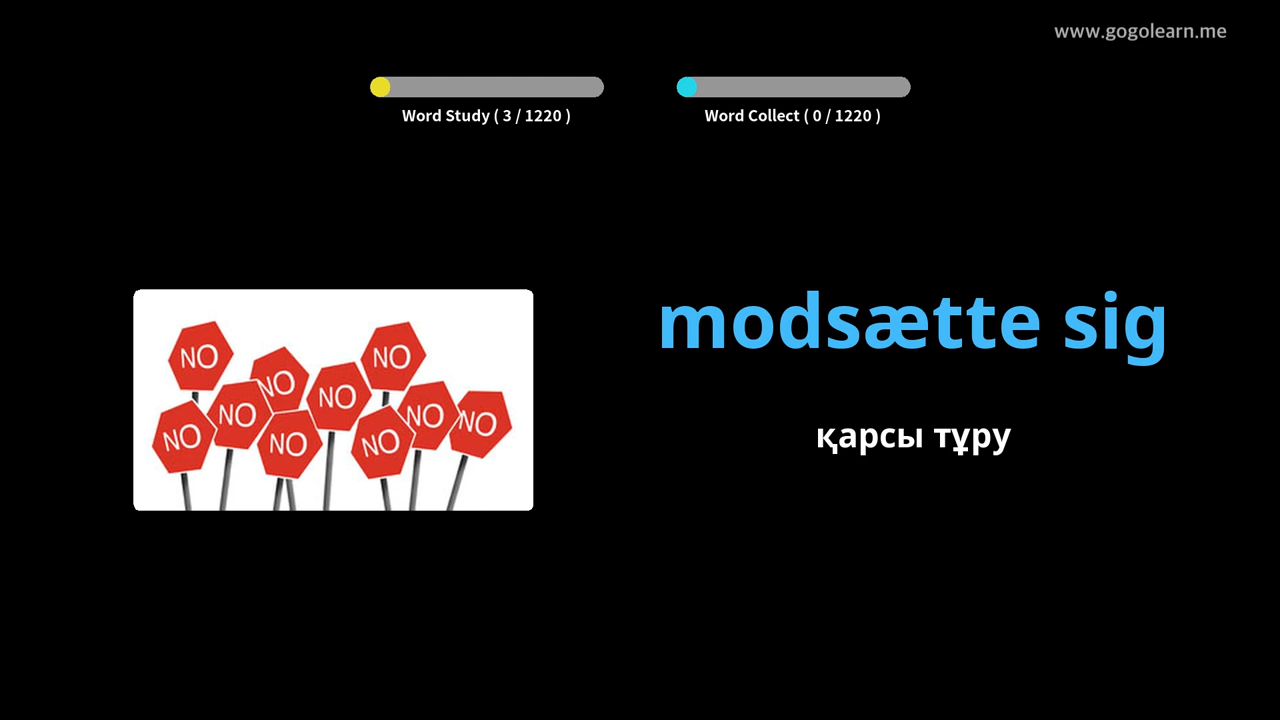 www.gogolearn.me
Word Study ( 3 / 1220 )
Word Collect ( 0 / 1220 )
modsætte sig
қарсы тұру
NO
NO
NO
NO
NO
NO
NO
NO
NO
NO